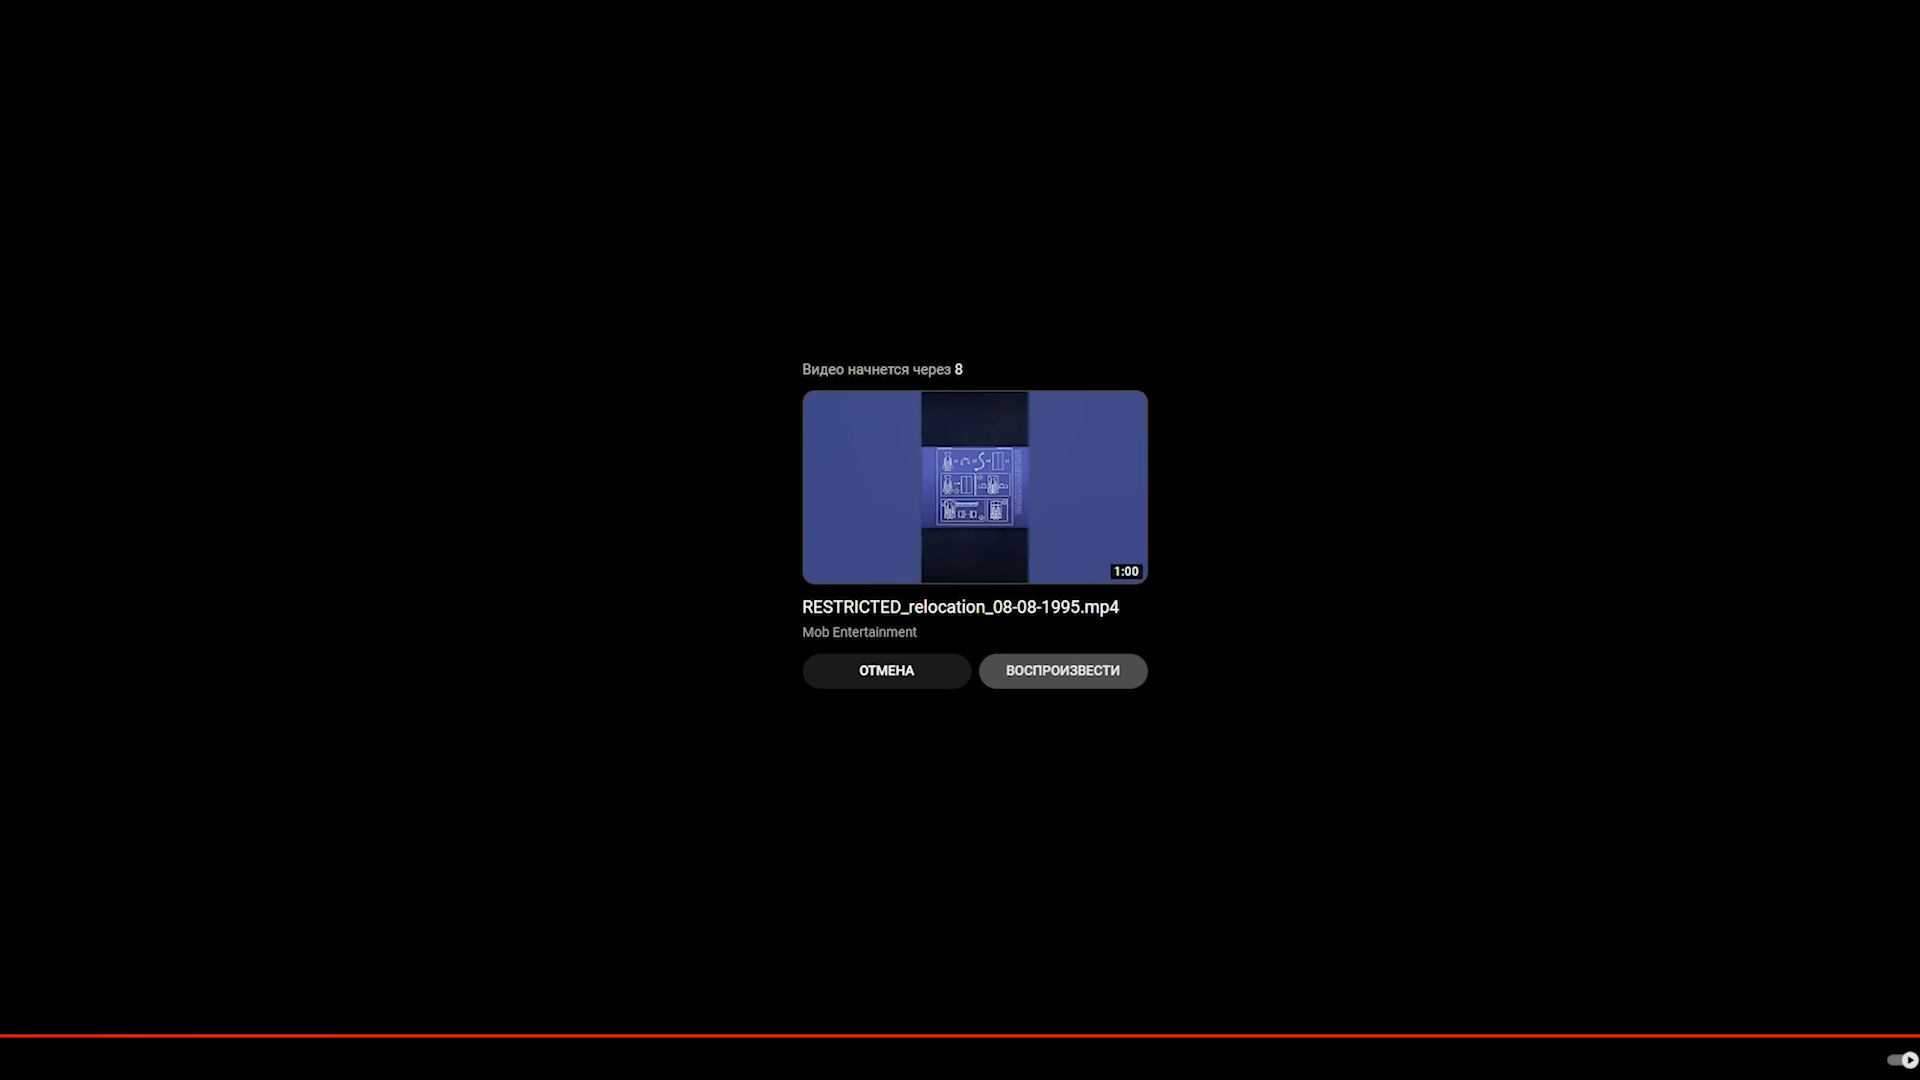 Видео начнется через 8
1:00
RESTRICTED_relocation_08-08-1995.mp4
Mob Entertainment
ОТМЕНА
ВОСПРОИЗВЕСТИ